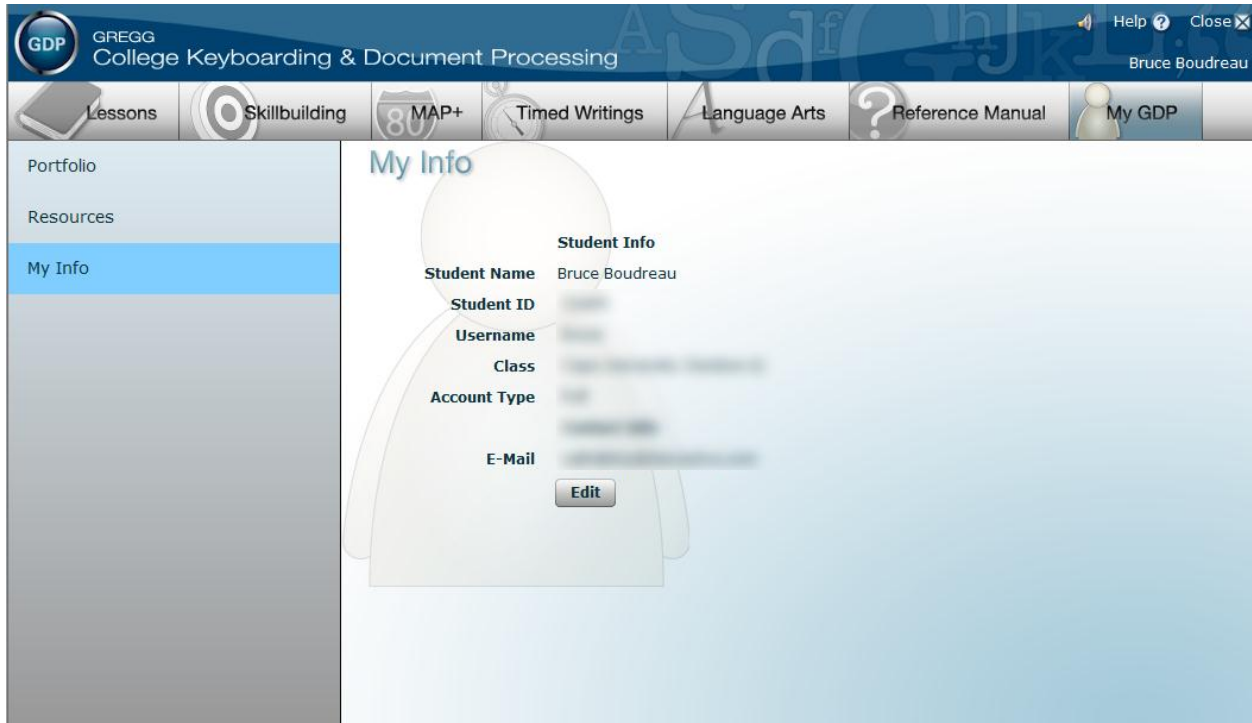 GDP
GREGG
College Keyboarding & Document Processing
Help ? Close
Bruce Boudreau
Lessons Skillbuilding MAP+ Timed Writings Language Arts Reference Manual My GDP
Portfolio
Resources
My Info
My Info
Student Info
Student Name Bruce Boudreau
Student ID
Username
Class
Account Type
E-Mail
Edit